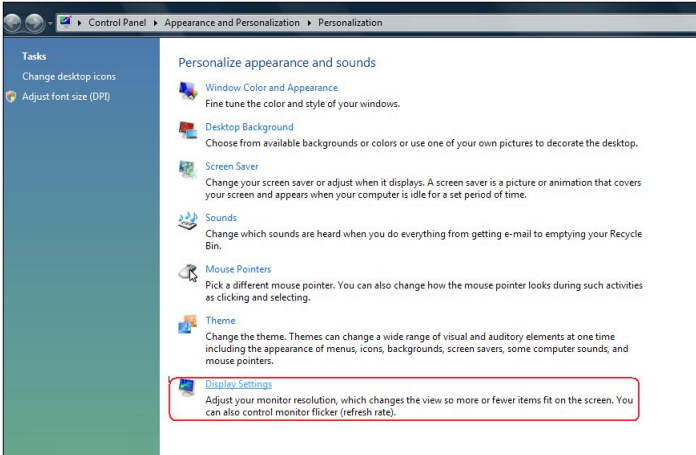 Control Panel ▸ Appearance and Personalization ▸ Personalization
Tasks
Change desktop icons
Adjust font size (DPI)
Personalize appearance and sounds
Window Color and Appearance
Fine tune the color and style of your windows.
Desktop Background
Choose from available backgrounds or colors or use one of your own pictures to decorate the desktop.
Screen Saver
Change your screen saver or adjust when it displays. A screen saver is a picture or animation that covers
your screen and appears when your computer is idle for a set period of time.
Sounds
Change which sounds are heard when you do everything from getting e-mail to emptying your Recycle
Bin.
Mouse Pointers
Pick a different mouse pointer. You can also change how the mouse pointer looks during such activities
as clicking and selecting.
Theme
Change the theme. Themes can change a wide range of visual and auditory elements at one time
including the appearance of menus, icons, backgrounds, screen savers, some computer sounds, and
mouse pointers.
Display Settings
Adjust your monitor resolution, which changes the view so more or fewer items fit on the screen. You
can also control monitor flicker (refresh rate).